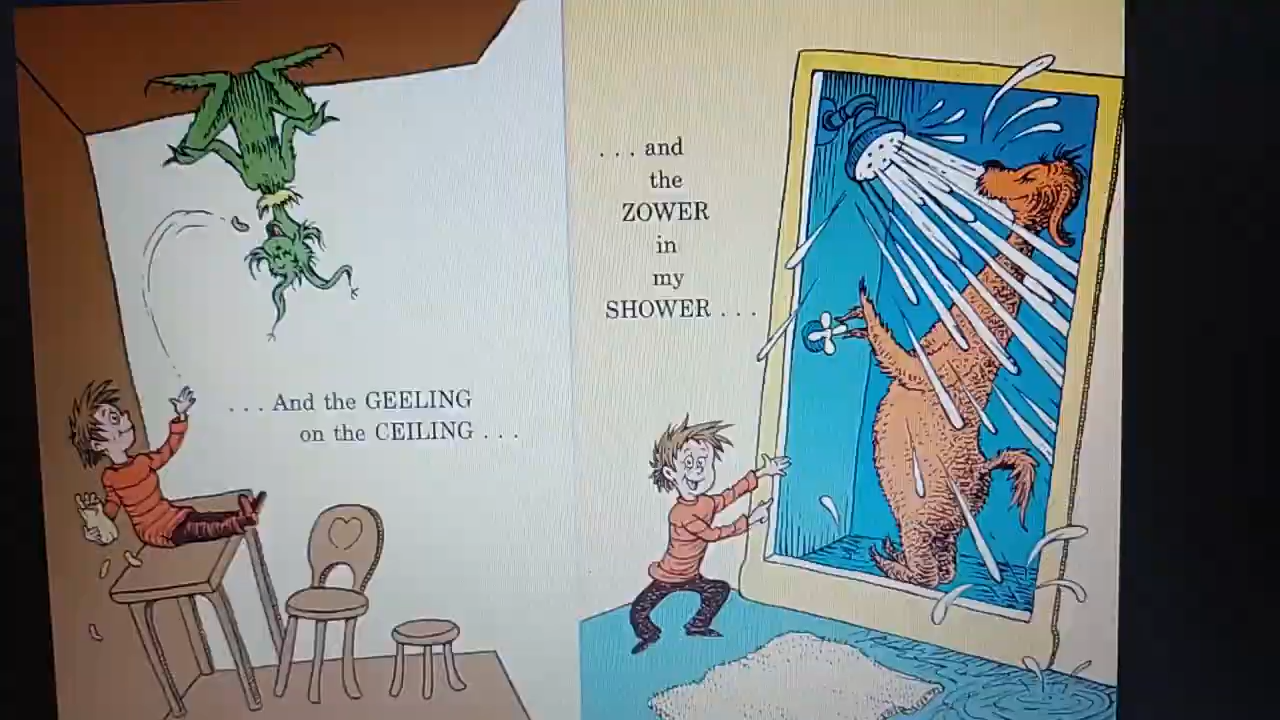 . . . And the GEELING
on the CEILING . . .
. . . and
the
ZOWER
in
my
SHOWER . . .